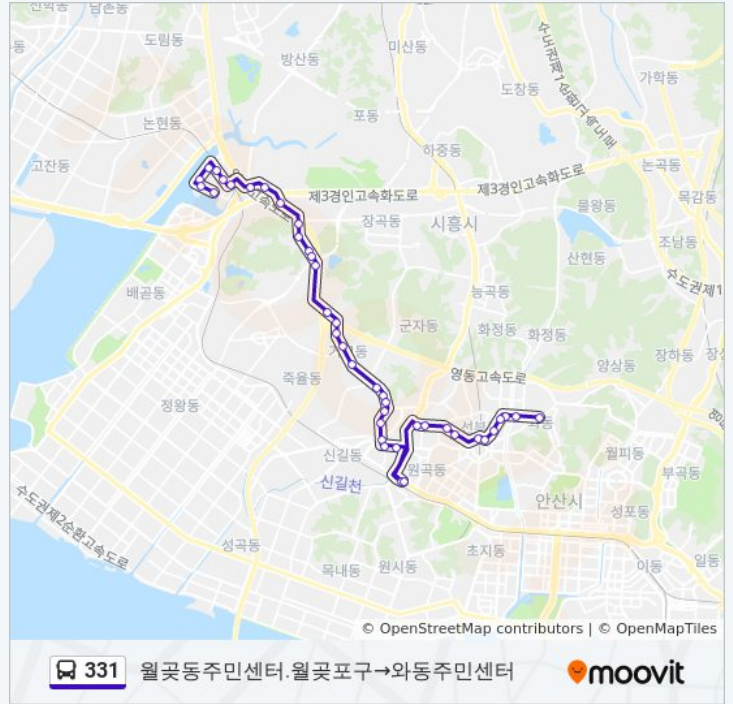 남촌동
도림동
방산동
미산동
수도권제1순환고속도로
가학동
도창동
논현동
포동
하중동
고잔동
논곡동
제3경인고속화도로
제3경인고속화도로
목감동
물왕동
장곡동
시흥시
조남동
산현동
수도권제1
배곧동
능곡동
군자동
화정동
화정동
장하동
양상동
영동고속도로
죽율동
정왕동
와동
월피동
신길동
원곡동
부곡동
신길천
안산시
성포동
수도권제2순환고속도로
성곡동
초지동
일동
이동
목내동
원시동
© OpenStreetMap contributors | © OpenMapTiles
331 월곶동주민센터.월곶포구→와동주민센터
moovit